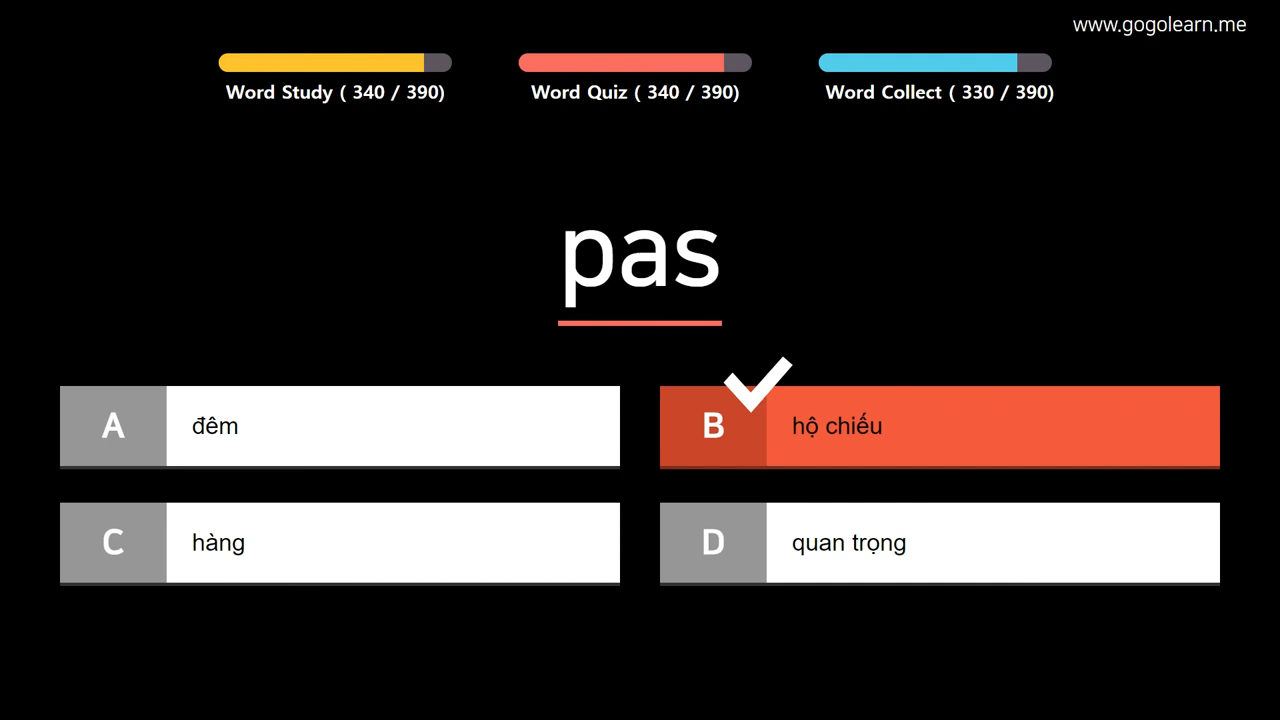 www.gogolearn.me
Word Study ( 340 / 390)
Word Quiz ( 340 / 390)
Word Collect ( 330 / 390)
pas
A đêm
B hộ chiếu
C hàng
D quan trọng